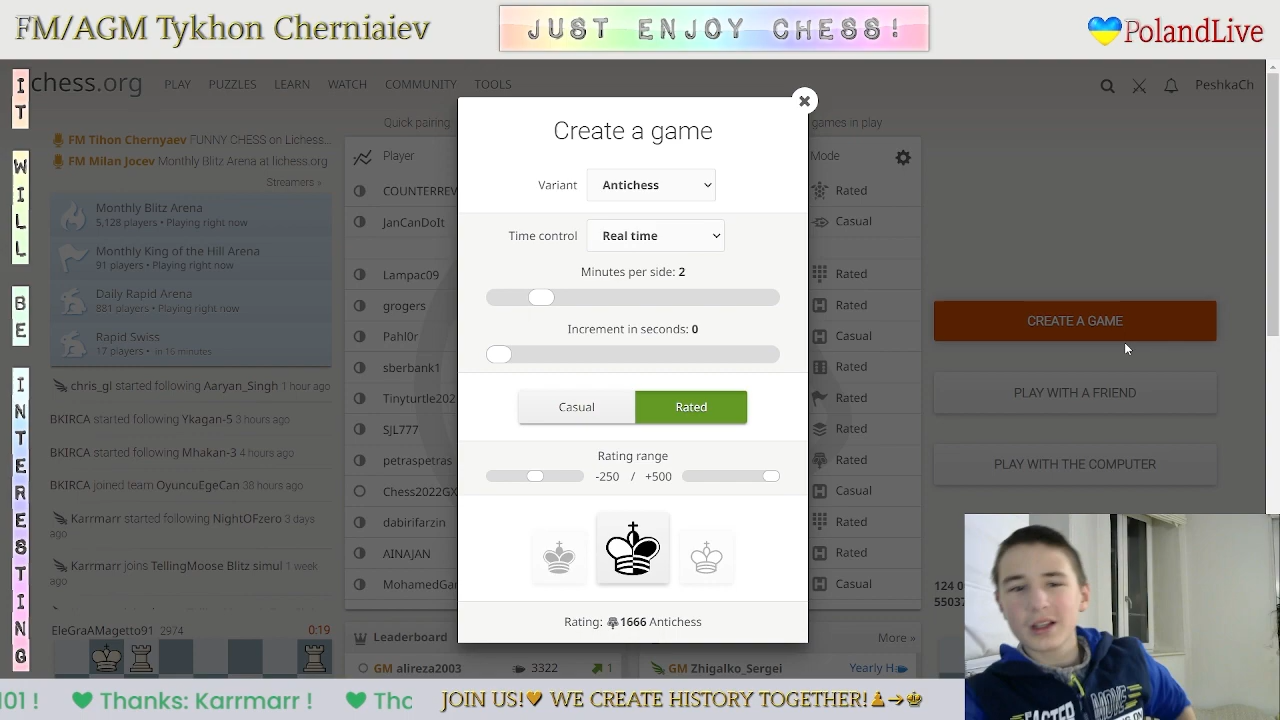 FM/AGM Tykhon Cherniaiev
JUST ENJOY CHESS!
PolandLive
IT
WILL
BE
INTERESTING
chess.org
PLAY
PUZZLES
LEARN
WATCH
COMMUNITY
TOOLS
PeshkaCh
FM Tihon Chernyaev FUNNY CHESS on Lichess...
FM Milan Jocev Monthly Blitz Arena at lichess.org
Streamers »
Monthly Blitz Arena
5,128 players • Playing right now
Monthly King of the Hill Arena
91 players • Playing right now
Daily Rapid Arena
881 players • Playing right now
Rapid Swiss
17 players • in 16 minutes
chris_gl started following Aaryan_Singh 1 hour ago
BKIRCA started following Ykagan-5 3 hours ago
BKIRCA started following Mhakan-3 4 hours ago
BKIRCA joined team OyuncuEgeCan 38 hours ago
Karrmarr started following NightOFzero 3 days
ago
Karrmarr joins TellingMoose Blitz simul 1 week
ago
EleGraAMagetto91 2974
0:19
Quick pairing
games in play
Player
Mode
COUNTERREV
Rated
JanCanDoIt
Casual
Lampac09
Rated
grogers
Rated
Pahl0r
Casual
sberbank1
Rated
Tinyturtle202
Rated
SJL777
Rated
petraspetras
Rated
Chess2022GX
Casual
dabirifarzin
Rated
AINAJAN
Rated
MohamedGa
Casual
Create a game
Variant
Antichess
Time control
Real time
Minutes per side: 2
Increment in seconds: 0
Casual
Rated
Rating range
-250 / +500
Rating: 1666 Antichess
CREATE A GAME
PLAY WITH A FRIEND
PLAY WITH THE COMPUTER
124 0
55037
Leaderboard
More »
GM alireza2003
3322
1
GM Zhigalko_Sergei
Yearly H
101 !
Thanks: Karrmarr !
Tha
JOIN US! WE CREATE HISTORY TOGETHER!